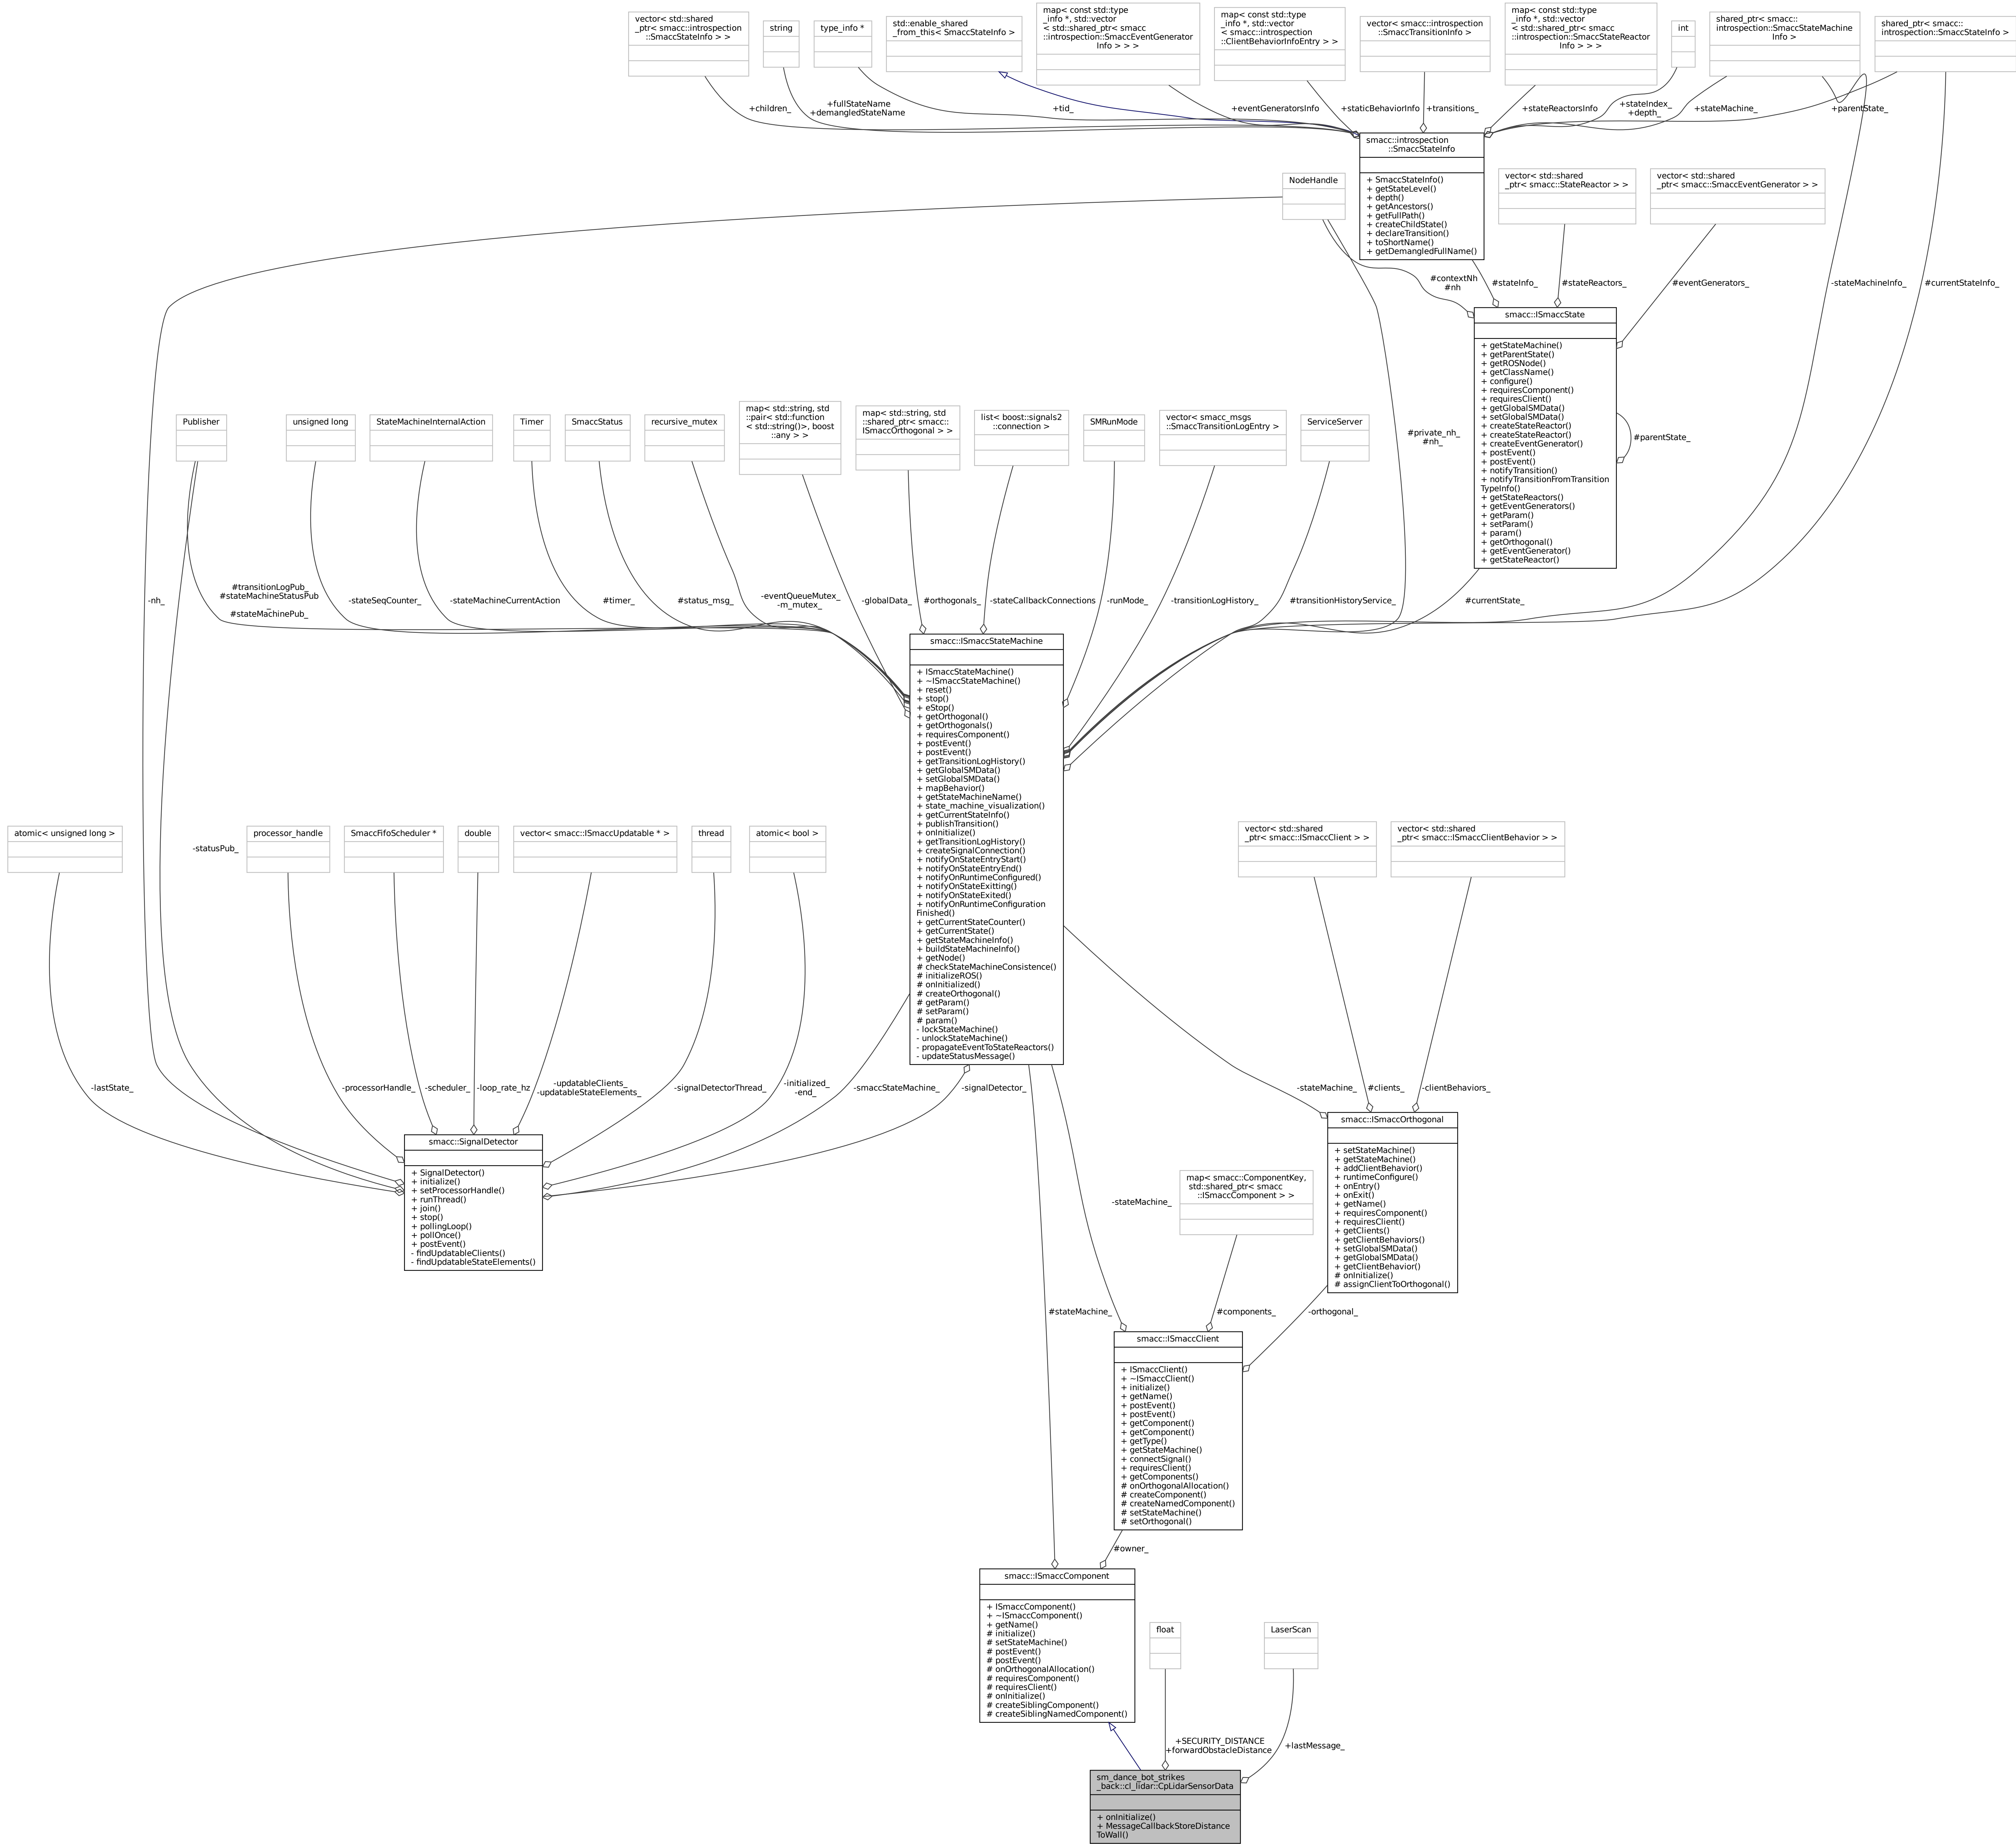 vector< std::shared
_ptr< smacc::introspection
::SmaccStateInfo > >
string
type_info *
std::enable_shared
_from_this< SmaccStateInfo >
map< const std::type
_info *, std::vector
< std::shared_ptr< smacc
::introspection::SmaccEventGenerator
Info > > >
map< const std::type
_info *, std::vector
< smacc::introspection
::ClientBehaviorInfoEntry > >
vector< smacc::introspection
::SmaccTransitionInfo >
map< const std::type
_info *, std::vector
< std::shared_ptr< smacc
::introspection::SmaccStateReactor
Info > > >
int
shared_ptr< smacc::
introspection::SmaccStateMachine
Info >
shared_ptr< smacc::
introspection::SmaccStateInfo >
+children_
+fullStateName
+demangledStateName
+tid_
+eventGeneratorsInfo
+staticBehaviorInfo
+transitions_
+stateReactorsInfo
+stateIndex_
+depth_
+stateMachine_
+parentState_
smacc::introspection
::SmaccStateInfo
+ SmaccStateInfo()
+ getStateLevel()
+ depth()
+ getAncestors()
+ getFullPath()
+ createChildState()
+ declareTransition()
+ toShortName()
+ getDemangledFullName()
NodeHandle
vector< std::shared
_ptr< smacc::StateReactor > >
vector< std::shared
_ptr< smacc::SmaccEventGenerator > >
#contextNh
#nh
#stateInfo_
#stateReactors_
#eventGenerators_
-stateMachineInfo_
#currentStateInfo_
smacc::ISmaccState
+ getStateMachine()
+ getParentState()
+ getROSNode()
+ getClassName()
+ configure()
+ requiresComponent()
+ requiresClient()
+ getGlobalSMData()
+ setGlobalSMData()
+ createStateReactor()
+ createStateReactor()
+ createEventGenerator()
+ postEvent()
+ postEvent()
+ notifyTransition()
+ notifyTransitionFromTransition
TypeInfo()
+ getStateReactors()
+ getEventGenerators()
+ getParam()
+ setParam()
+ param()
+ getOrthogonal()
+ getEventGenerator()
+ getStateReactor()
#parentState_
Publisher
unsigned long
StateMachineInternalAction
Timer
SmaccStatus
recursive_mutex
map< std::string, std
::pair< std::function
< std::string()>, boost
::any > >
map< std::string, std
::shared_ptr< smacc::
ISmaccOrthogonal > >
list< boost::signals2
::connection >
SMRunMode
vector< smacc_msgs
::SmaccTransitionLogEntry >
ServiceServer
#private_nh_
#nh_
-nh_
#transitionLogPub_
#stateMachineStatusPub
_
#stateMachinePub_
-stateSeqCounter_
-stateMachineCurrentAction
#timer_
#status_msg_
-eventQueueMutex_
-m_mutex_
-globalData_
#orthogonals_
-stateCallbackConnections
-runMode_
-transitionLogHistory_
#transitionHistoryService_
#currentState_
smacc::ISmaccStateMachine
+ ISmaccStateMachine()
+ ~ISmaccStateMachine()
+ reset()
+ stop()
+ eStop()
+ getOrthogonal()
+ getOrthogonals()
+ requiresComponent()
+ postEvent()
+ postEvent()
+ getTransitionLogHistory()
+ getGlobalSMData()
+ setGlobalSMData()
+ mapBehavior()
+ getStateMachineName()
+ state_machine_visualization()
+ getCurrentStateInfo()
+ publishTransition()
+ onInitialize()
+ getTransitionLogHistory()
+ createSignalConnection()
+ notifyOnStateEntryStart()
+ notifyOnStateEntryEnd()
+ notifyOnRuntimeConfigured()
+ notifyOnStateExitting()
+ notifyOnStateExited()
+ notifyOnRuntimeConfiguration
Finished()
+ getCurrentStateCounter()
+ getCurrentState()
+ getStateMachineInfo()
+ buildStateMachineInfo()
+ getNode()
# checkStateMachineConsistence()
# initializeROS()
# onInitialized()
# createOrthogonal()
# getParam()
# setParam()
# param()
- lockStateMachine()
- unlockStateMachine()
- propagateEventToStateReactors()
- updateStatusMessage()
atomic< unsigned long >
-statusPub_
processor_handle
SmaccFifoScheduler *
double
vector< smacc::ISmaccUpdatable * >
thread
atomic< bool >
vector< std::shared
_ptr< smacc::ISmaccClient > >
vector< std::shared
_ptr< smacc::ISmaccClientBehavior > >
-lastState_
-processorHandle_
-scheduler_
-loop_rate_hz
-updatableClients_
-updatableStateElements_
-signalDetectorThread_
-initialized_
-end_
-smaccStateMachine_
-signalDetector_
-stateMachine_
#clients_
-clientBehaviors_
smacc::SignalDetector
+ SignalDetector()
+ initialize()
+ setProcessorHandle()
+ runThread()
+ join()
+ stop()
+ pollingLoop()
+ pollOnce()
+ postEvent()
- findUpdatableClients()
- findUpdatableStateElements()
smacc::ISmaccOrthogonal
+ setStateMachine()
+ getStateMachine()
+ addClientBehavior()
+ runtimeConfigure()
+ onEntry()
+ onExit()
+ getName()
+ requiresComponent()
+ requiresClient()
+ getClients()
+ getClientBehaviors()
+ setGlobalSMData()
+ getGlobalSMData()
+ getClientBehavior()
# onInitialize()
# assignClientToOrthogonal()
-stateMachine_
map< smacc::ComponentKey,
std::shared_ptr< smacc
::ISmaccComponent > >
#stateMachine_
#components_
-orthogonal_
smacc::ISmaccClient
+ ISmaccClient()
+ ~ISmaccClient()
+ initialize()
+ getName()
+ postEvent()
+ postEvent()
+ getComponent()
+ getComponent()
+ getType()
+ getStateMachine()
+ connectSignal()
+ requiresClient()
+ getComponents()
# onOrthogonalAllocation()
# createComponent()
# createNamedComponent()
# setStateMachine()
# setOrthogonal()
#owner_
smacc::ISmaccComponent
+ ISmaccComponent()
+ ~ISmaccComponent()
+ getName()
# initialize()
# setStateMachine()
# postEvent()
# postEvent()
# onOrthogonalAllocation()
# requiresComponent()
# requiresClient()
# onInitialize()
# createSiblingComponent()
# createSiblingNamedComponent()
float
LaserScan
+SECURITY_DISTANCE
+forwardObstacleDistance
+lastMessage_
sm_dance_bot_strikes
_back::cl_lidar::CpLidarSensorData
+ onInitialize()
+ MessageCallbackStoreDistance
ToWall()